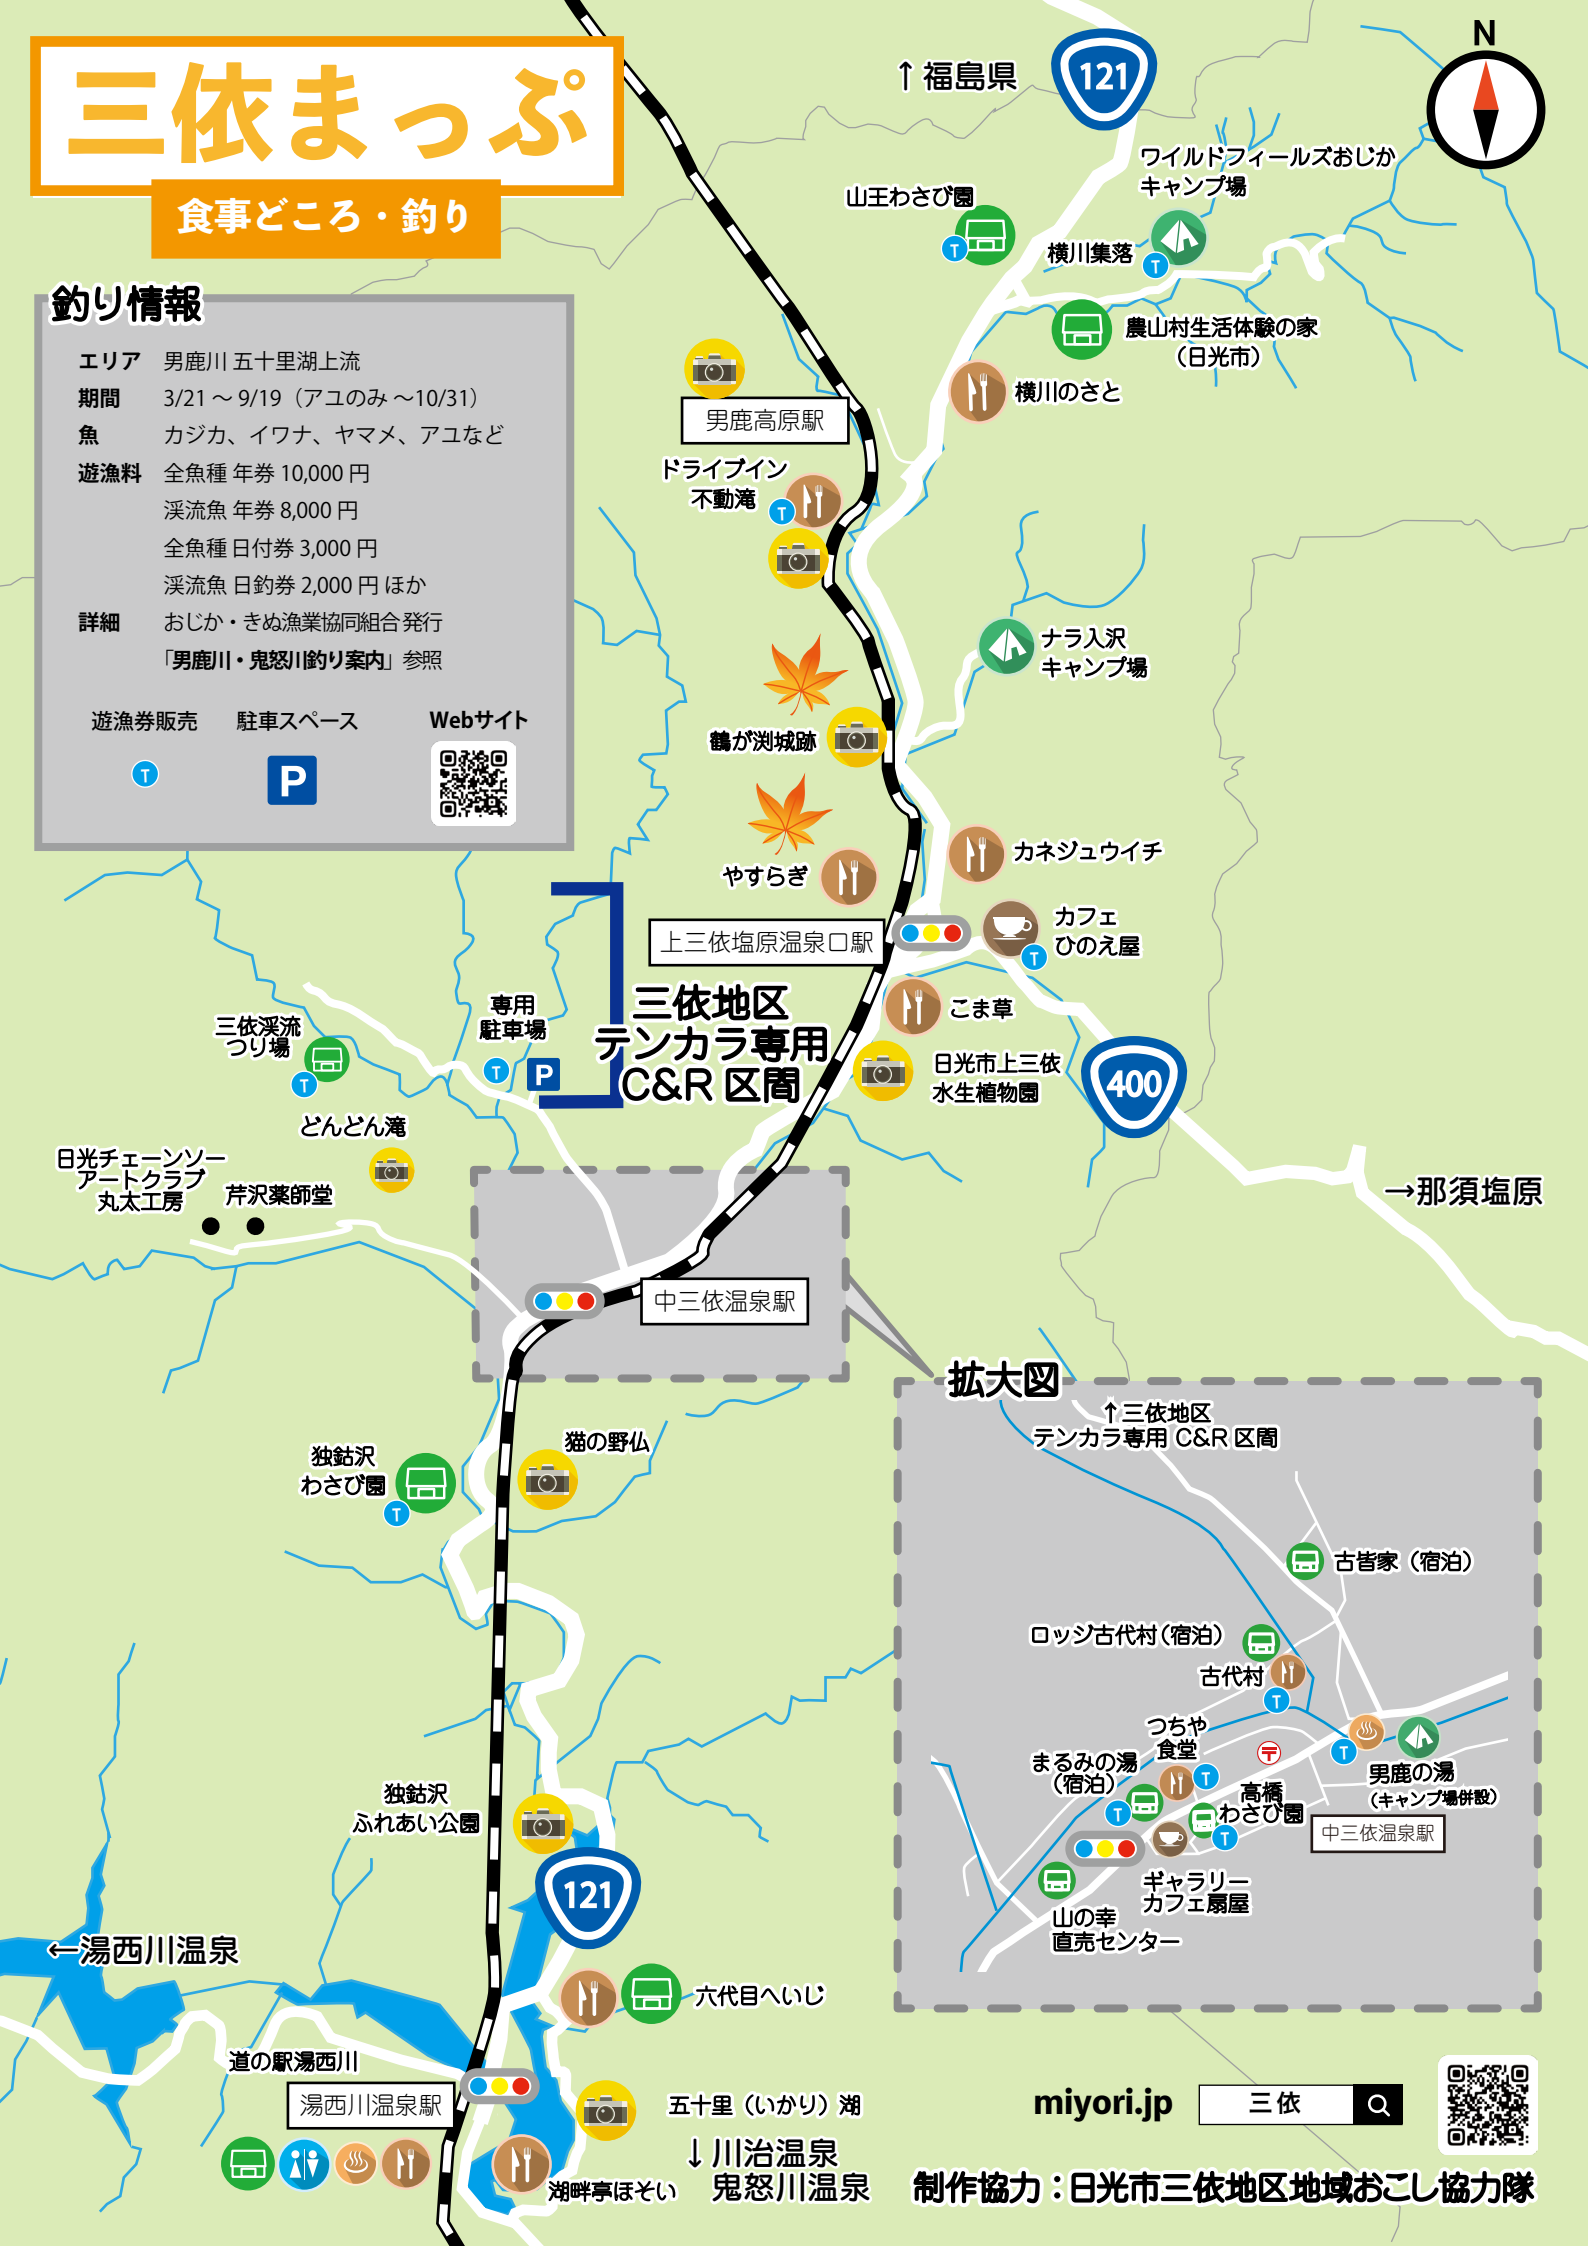 三依まっぷ
食事どころ・釣り
釣り情報
エリア 男鹿川 五十里湖上流
期間 3/21 ～ 9/19（アユのみ ～10/31）
魚 カジカ、イワナ、ヤマメ、アユなど
遊漁料 全魚種 年券 10,000 円
渓流魚 年券 8,000 円
全魚種 日付券 3,000 円
渓流魚 日釣券 2,000 円 ほか
詳細 おじか・きぬ漁業協同組合発行
「男鹿川・鬼怒川釣り案内」参照
遊漁券販売 駐車スペース Webサイト
T P
↑福島県
121
N
ワイルドフィールズおじか
キャンプ場
山王わさび園
T
横川集落
T
農山村生活体験の家
（日光市）
横川のさと
男鹿高原駅
ドライブイン
不動滝
T
ナラ入沢
キャンプ場
鶴が渕城跡
カネジュウイチ
やすらぎ
上三依塩原温泉口駅
カフェ
ひのえ屋
T
三依地区
テンカラ専用
C&R 区間
こま草
日光市上三依
水生植物園
400
→那須塩原
専用
駐車場
T P
三依渓流
つり場
T
どんどん滝
日光チェーンソー
アートクラブ
丸太工房
芹沢薬師堂
中三依温泉駅
独鈷沢
わさび園
T
猫の野仏
独鈷沢
ふれあい公園
121
←湯西川温泉
六代目へいじ
道の駅湯西川
湯西川温泉駅
五十里（いかり）湖
↓川治温泉
鬼怒川温泉
湖畔亭ほそい
拡大図
↑三依地区
テンカラ専用 C&R 区間
古皆家（宿泊）
ロッジ古代村（宿泊）
古代村
T
つちや
食堂
T
まるみの湯
（宿泊）
T
〒
T
男鹿の湯
（キャンプ場併設）
高橋
わさび園
T
中三依温泉駅
ギャラリー
カフェ扇屋
山の幸
直売センター
miyori.jp 三依
制作協力：日光市三依地区地域おこし協力隊